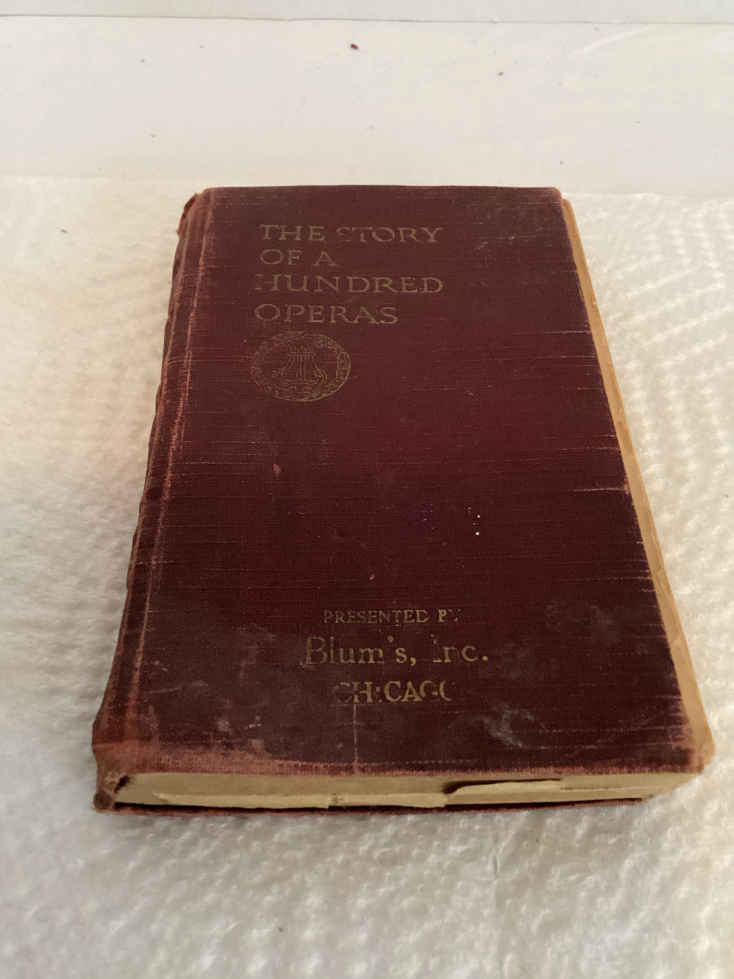 THE STORY
OF A
HUNDRED
OPERAS
PRESENTED BY
Blum's, Inc.
CHICAGO